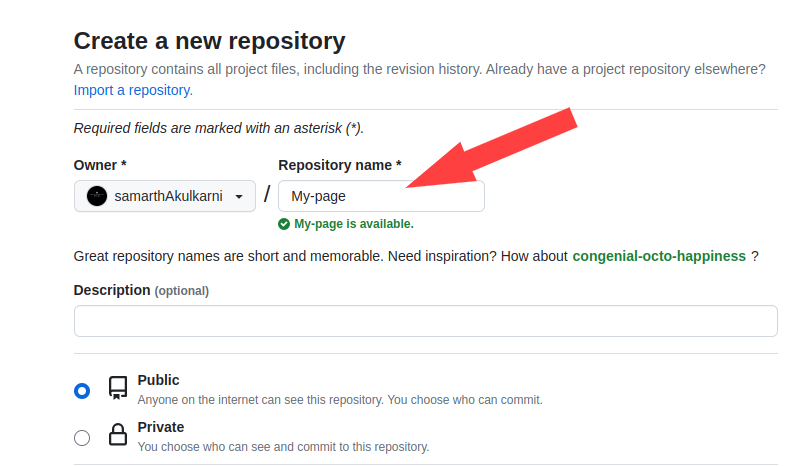 Create a new repository
A repository contains all project files, including the revision history. Already have a project repository elsewhere?
Import a repository.
Required fields are marked with an asterisk (*).
Owner * Repository name *
samarthAkulkarni / My-page
My-page is available.
Great repository names are short and memorable. Need inspiration? How about congenial-octo-happiness ?
Description (optional)
Public
Anyone on the internet can see this repository. You choose who can commit.
Private
You choose who can see and commit to this repository.